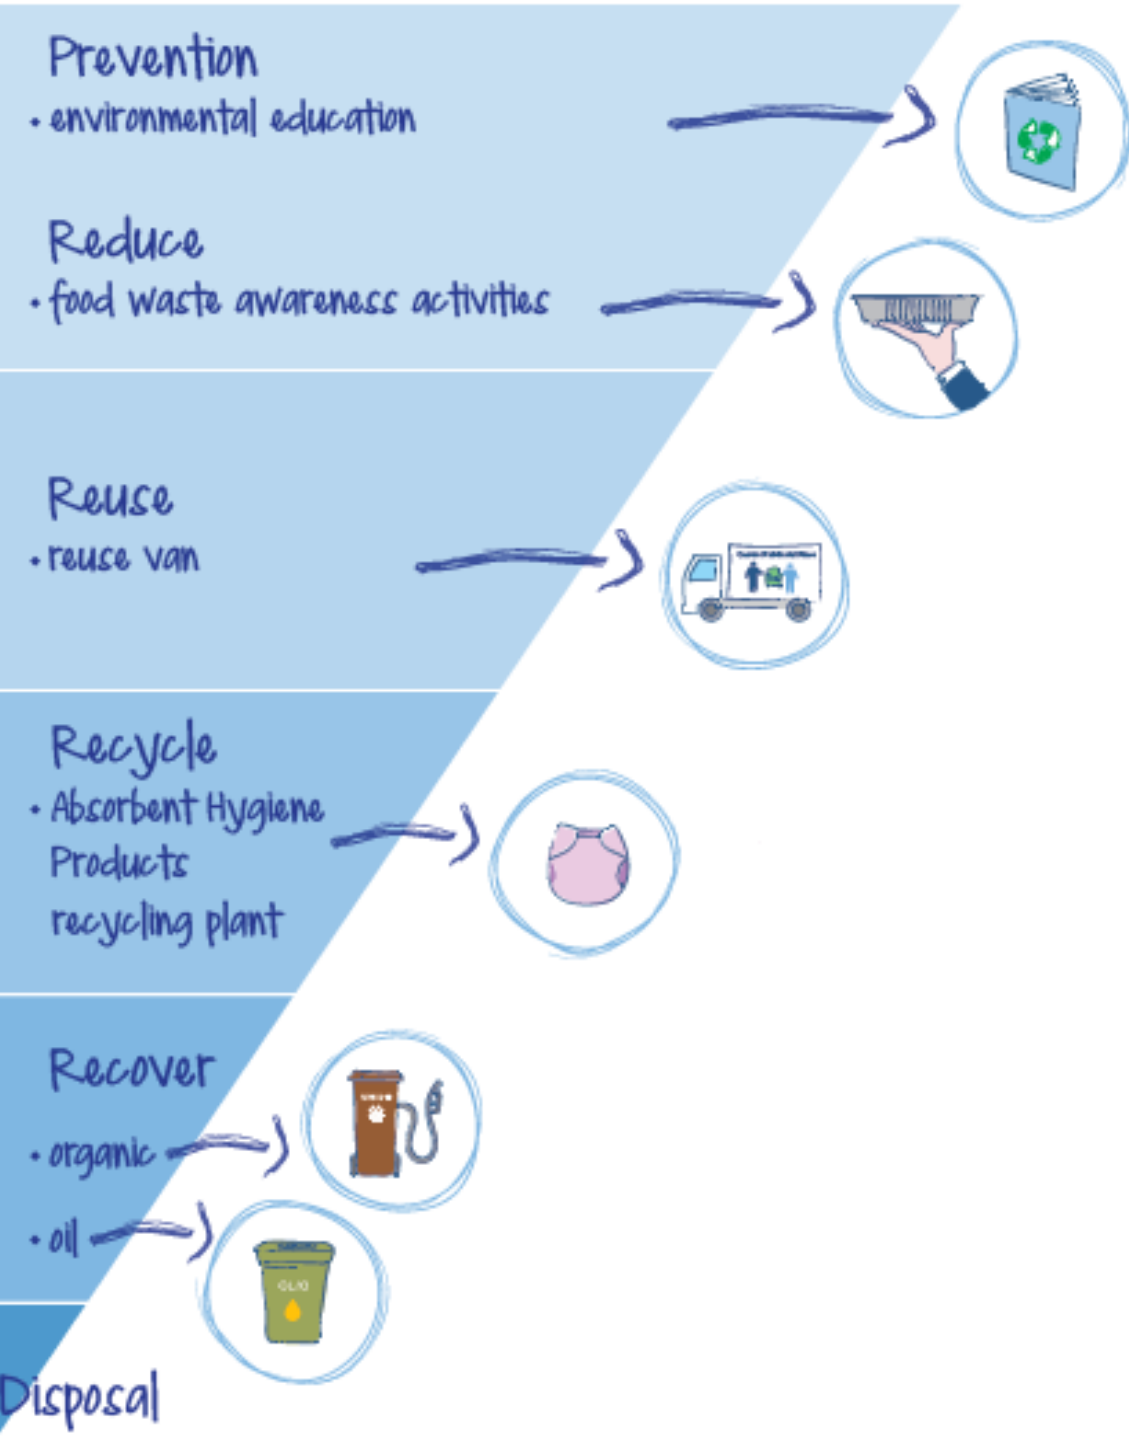 Prevention
• environmental education
Reduce
• food waste awareness activities
Reuse
• reuse van
Recycle
• Absorbent Hygiene
Products
recycling plant
Recover
• organic
• oil
OLIO
Disposal